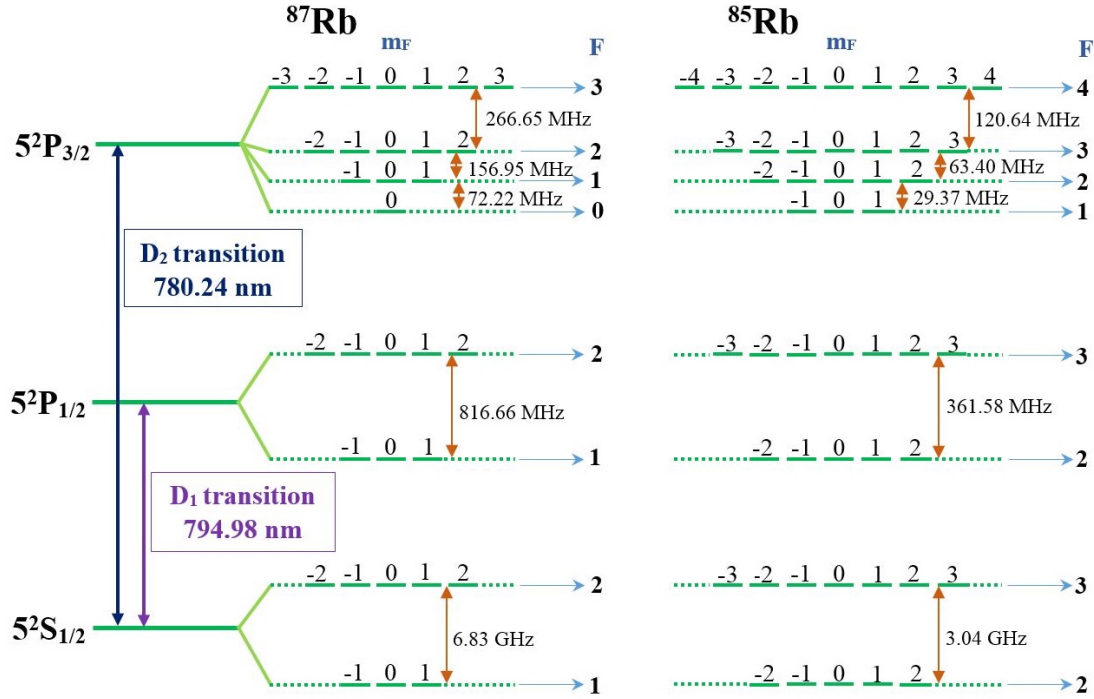 ⁸⁷Rb ⁸⁵Rb
m_F F m_F F
-3 -2 -1 0 1 2 3 3 -4 -3 -2 -1 0 1 2 3 4 4
266.65 MHz 120.64 MHz
5²P₃/₂ -2 -1 0 1 2 2 -3 -2 -1 0 1 2 3 3
156.95 MHz 63.40 MHz
-1 0 1 1 -2 -1 0 1 2 2
72.22 MHz 29.37 MHz
0 0 -1 0 1 1
D₂ transition
780.24 nm
-2 -1 0 1 2 2 -3 -2 -1 0 1 2 3 3
5²P₁/₂ 816.66 MHz 361.58 MHz
-1 0 1 1 -2 -1 0 1 2 2
D₁ transition
794.98 nm
-2 -1 0 1 2 2 -3 -2 -1 0 1 2 3 3
5²S₁/₂ 6.83 GHz 3.04 GHz
-1 0 1 1 -2 -1 0 1 2 2